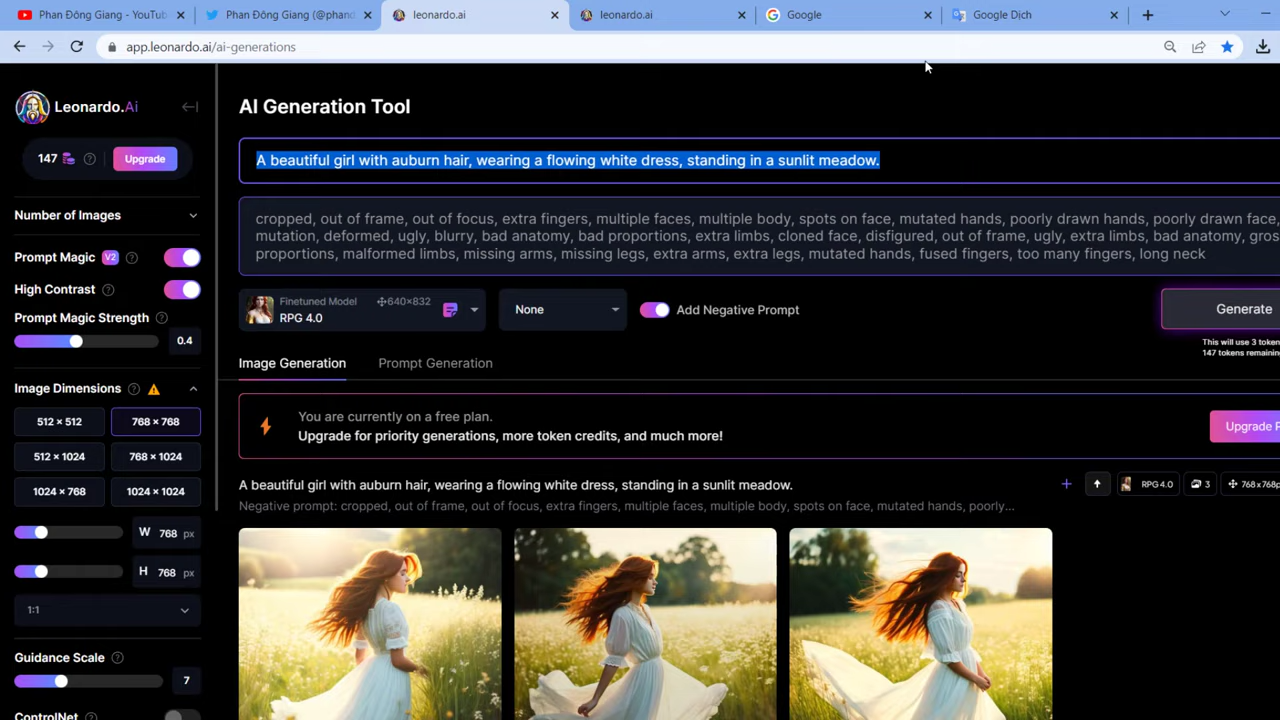 Phan Đông Giang - YouTub
Phan Đông Giang (@phand
leonardo.ai
leonardo.ai
Google
Google Dịch
app.leonardo.ai/ai-generations
Leonardo.Ai
147
Upgrade
Number of Images
Prompt Magic V2
High Contrast
Prompt Magic Strength
0.4
Image Dimensions
512 × 512
768 × 768
512 × 1024
768 × 1024
1024 × 768
1024 × 1024
W 768 px
H 768 px
1:1
Guidance Scale
7
ControlNet
AI Generation Tool
A beautiful girl with auburn hair, wearing a flowing white dress, standing in a sunlit meadow.
cropped, out of frame, out of focus, extra fingers, multiple faces, multiple body, spots on face, mutated hands, poorly drawn hands, poorly drawn face,
mutation, deformed, ugly, blurry, bad anatomy, bad proportions, extra limbs, cloned face, disfigured, out of frame, ugly, extra limbs, bad anatomy, gros
proportions, malformed limbs, missing arms, missing legs, extra arms, extra legs, mutated hands, fused fingers, too many fingers, long neck
Finetuned Model
640×832
RPG 4.0
None
Add Negative Prompt
Generate
This will use 3 token
147 tokens remainin
Image Generation
Prompt Generation
You are currently on a free plan.
Upgrade for priority generations, more token credits, and much more!
Upgrade P
A beautiful girl with auburn hair, wearing a flowing white dress, standing in a sunlit meadow.
RPG 4.0
3
768x768p
Negative prompt: cropped, out of frame, out of focus, extra fingers, multiple faces, multiple body, spots on face, mutated hands, poorly...